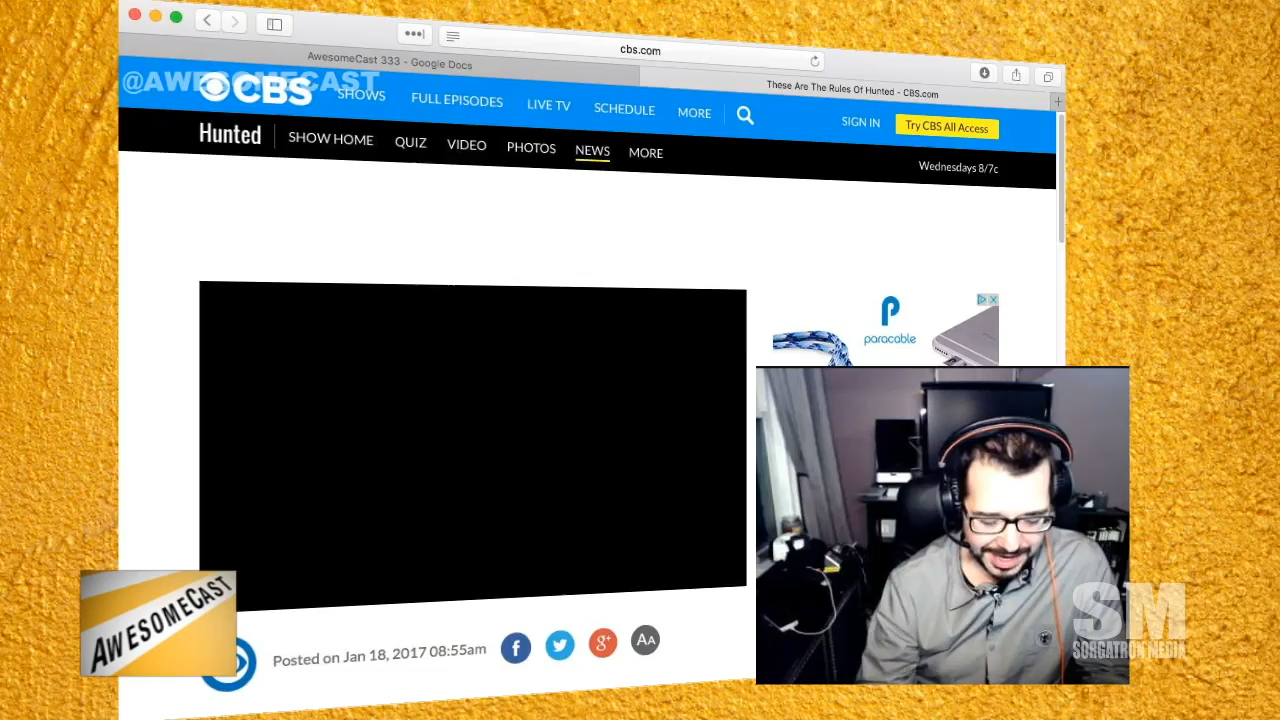 cbs.com
AwesomeCast 333 - Google Docs
These Are The Rules Of Hunted - CBS.com
@AWESOMECAST
CBS SHOWS FULL EPISODES LIVE TV SCHEDULE MORE SIGN IN Try CBS All Access
Hunted SHOW HOME QUIZ VIDEO PHOTOS NEWS MORE Wednesdays 8/7c
paracable
AWESOMECAST
Posted on Jan 18, 2017 08:55am
AA
SM
SORGATRON MEDIA